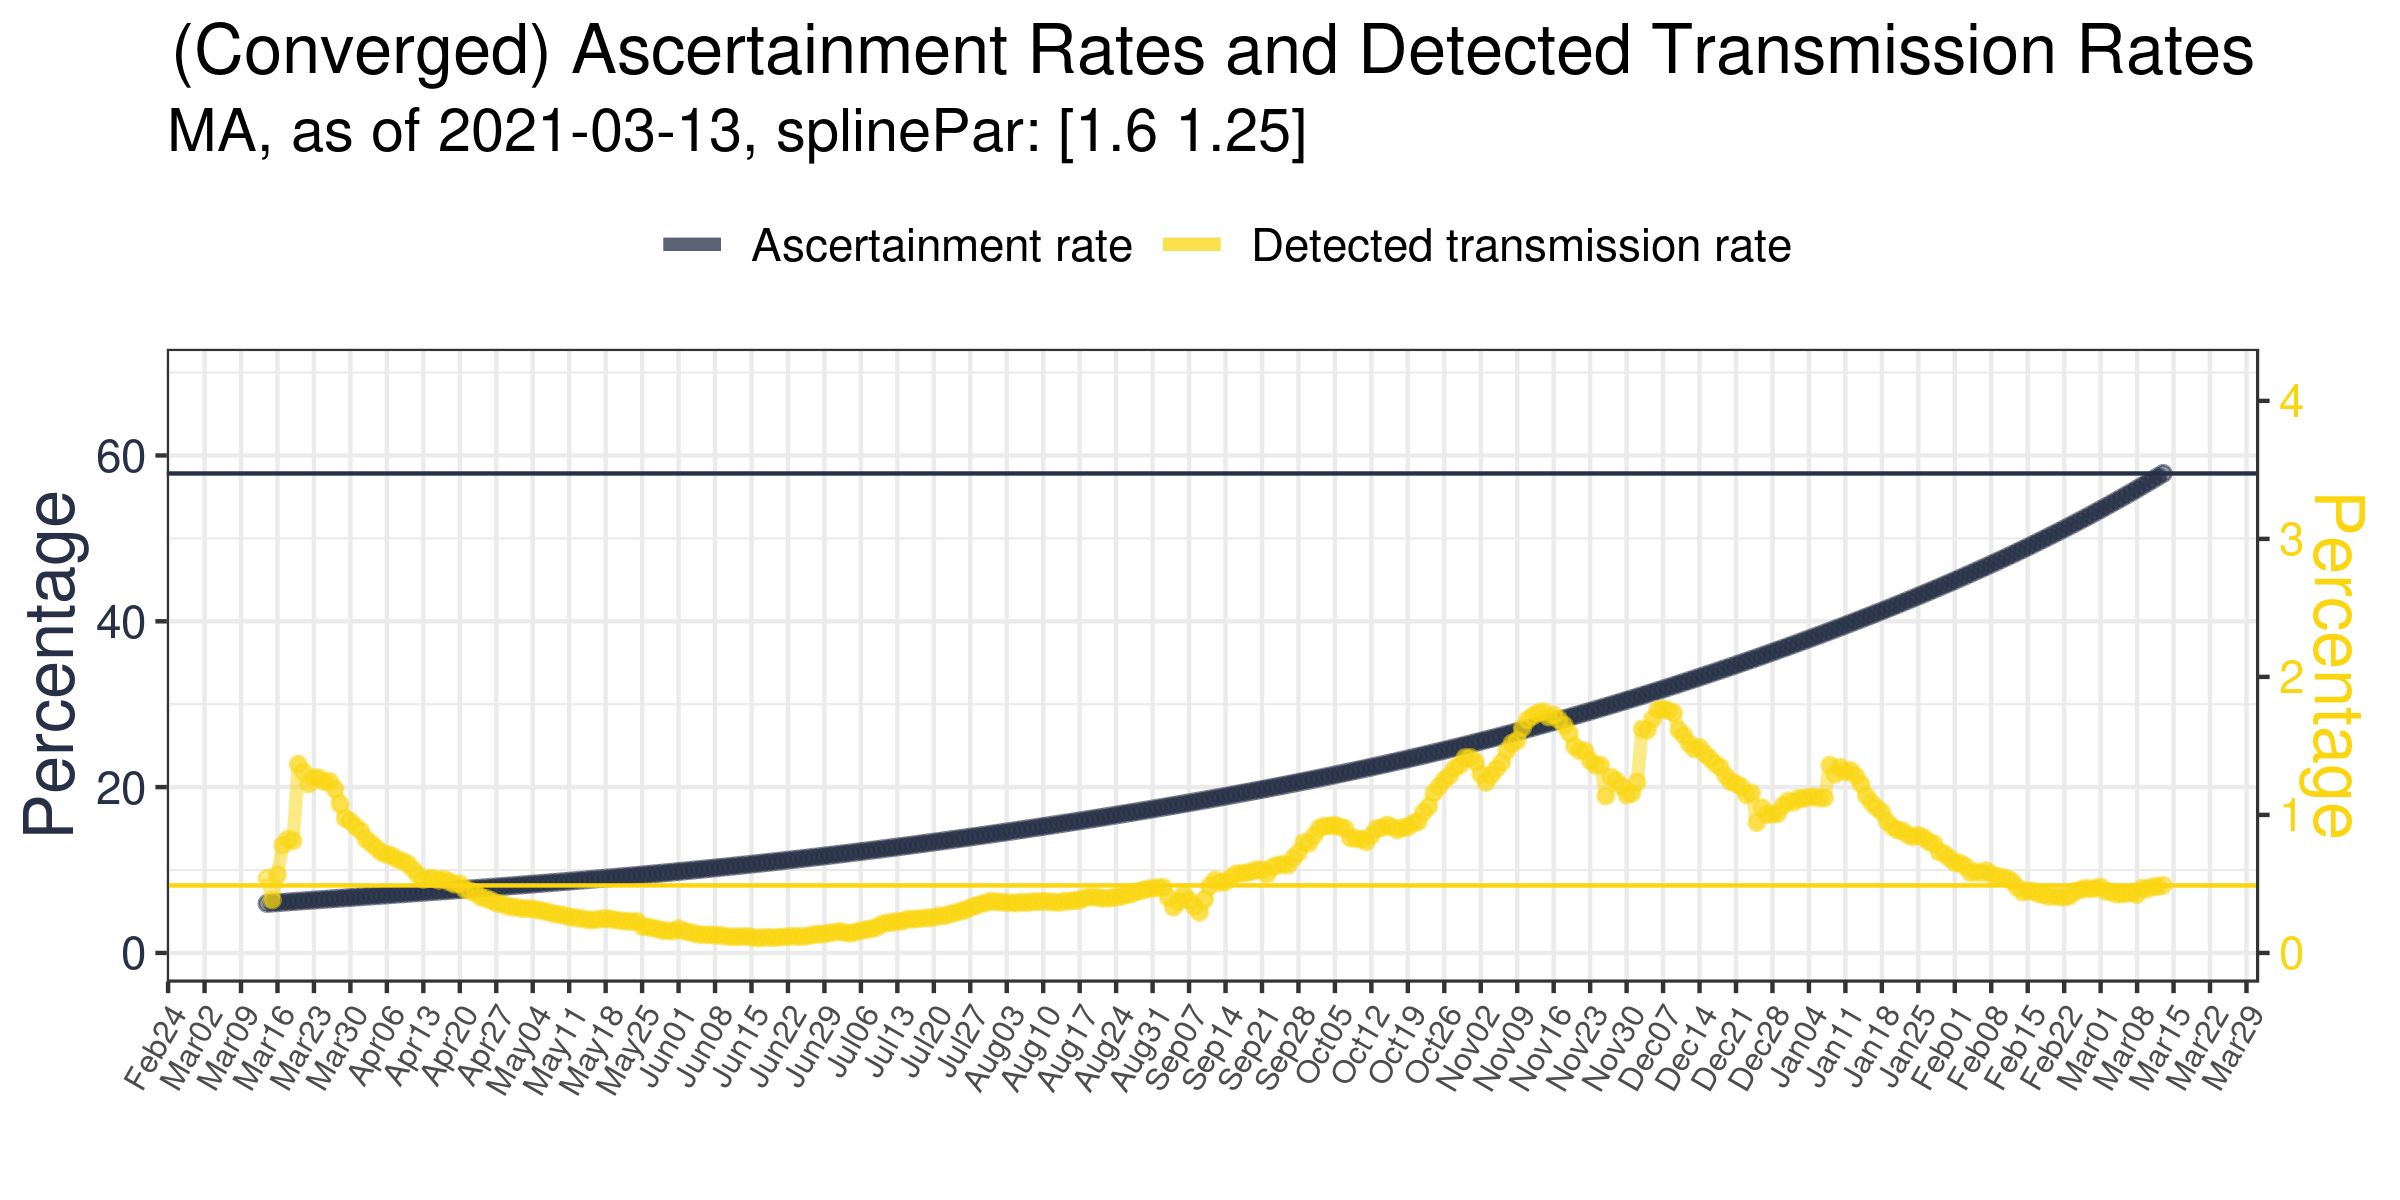 (Converged) Ascertainment Rates and Detected Transmission Rates
MA, as of 2021-03-13, splinePar: [1.6 1.25]
Ascertainment rate
Detected transmission rate
Percentage
60
40
20
0
4
3
2
1
0
Percentage
Feb24
Mar02
Mar09
Mar16
Mar23
Mar30
Apr06
Apr13
Apr20
Apr27
May04
May11
May18
May25
Jun01
Jun08
Jun15
Jun22
Jun29
Jul06
Jul13
Jul20
Jul27
Aug03
Aug10
Aug17
Aug24
Aug31
Sep07
Sep14
Sep21
Sep28
Oct05
Oct12
Oct19
Oct26
Nov02
Nov09
Nov16
Nov23
Nov30
Dec07
Dec14
Dec21
Dec28
Jan04
Jan11
Jan18
Jan25
Feb01
Feb08
Feb15
Feb22
Mar01
Mar08
Mar15
Mar22
Mar29